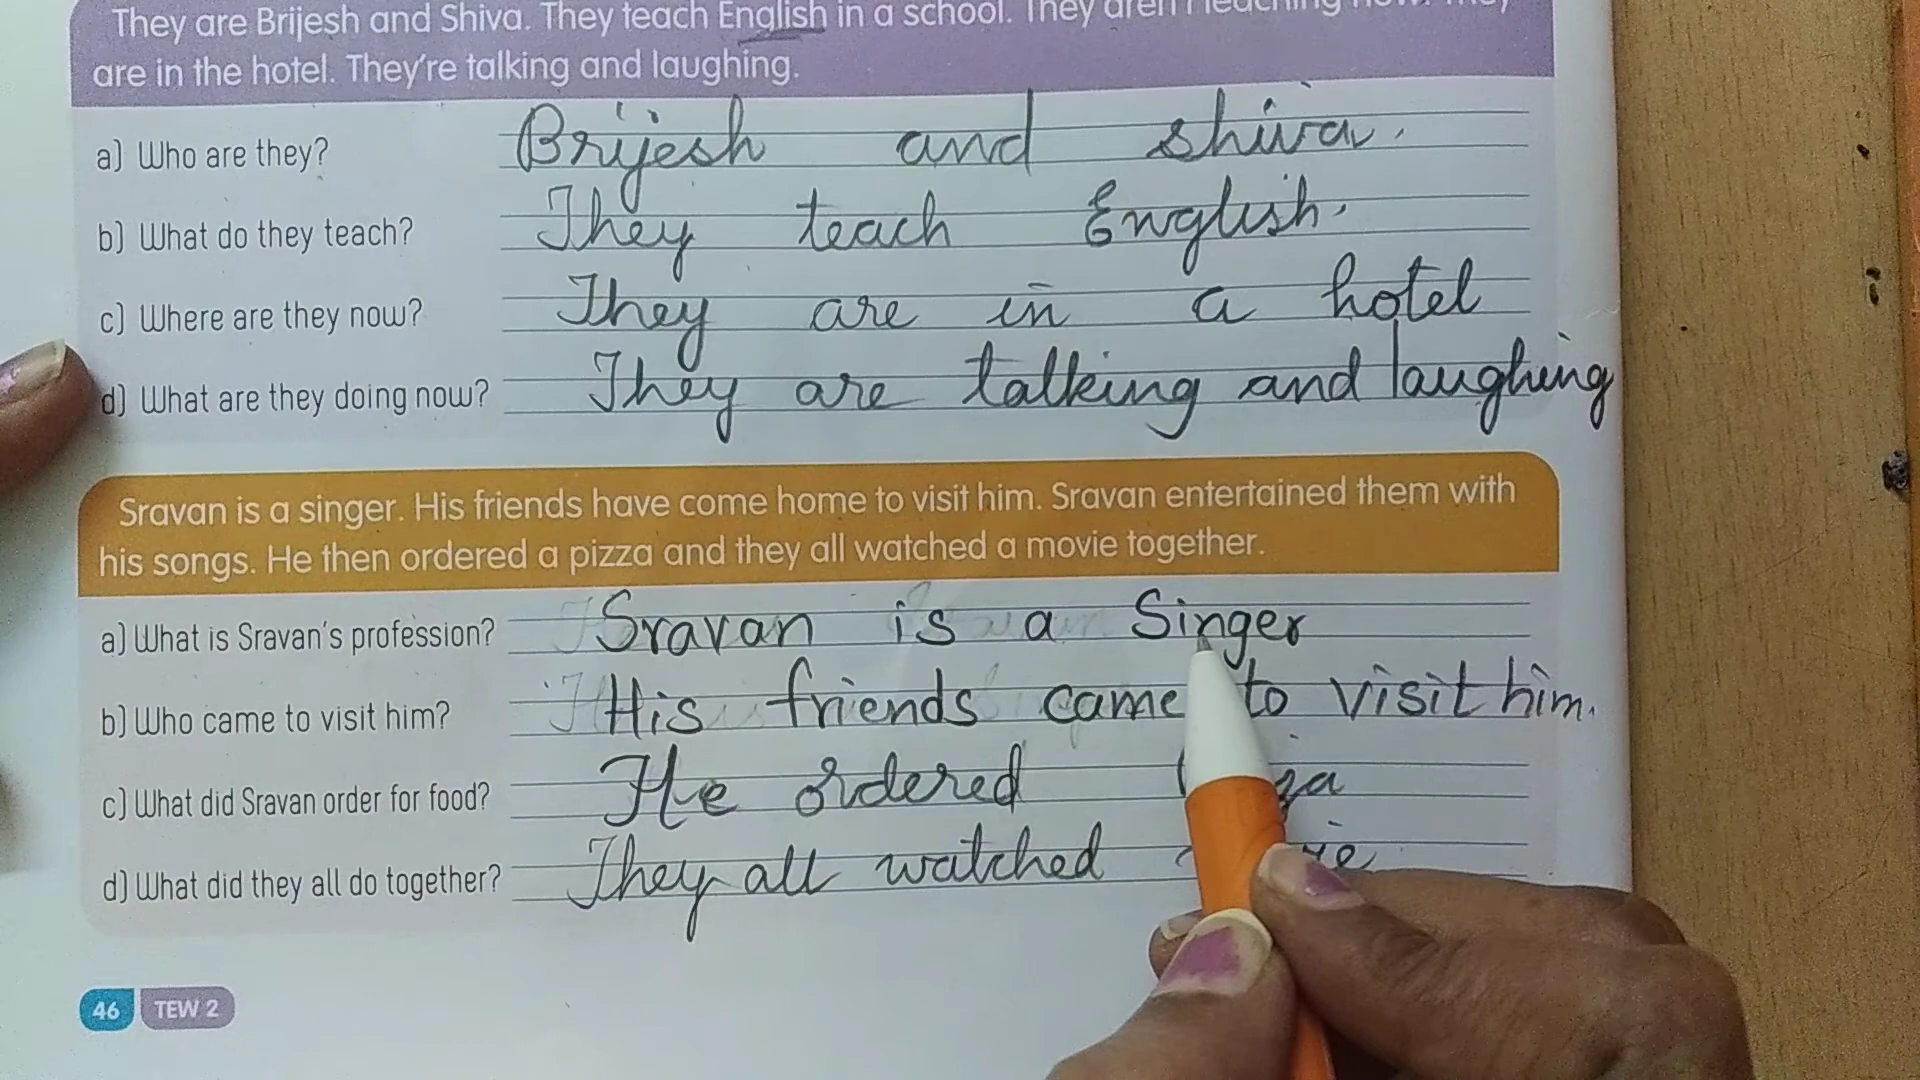 They are Brijesh and Shiva. They teach English in a school. They aren't teaching now. They
are in the hotel. They're talking and laughing.
a) Who are they? Brijesh and shiva.
b) What do they teach? They teach English.
c) Where are they now? They are in a hotel
d) What are they doing now? They are talking and laughing
Sravan is a singer. His friends have come home to visit him. Sravan entertained them with
his songs. He then ordered a pizza and they all watched a movie together.
a) What is Sravan's profession? Sravan is a Singer
b) Who came to visit him? His friends came to visit him.
c) What did Sravan order for food? He ordered
d) What did they all do together? They all watched
46 TEW 2